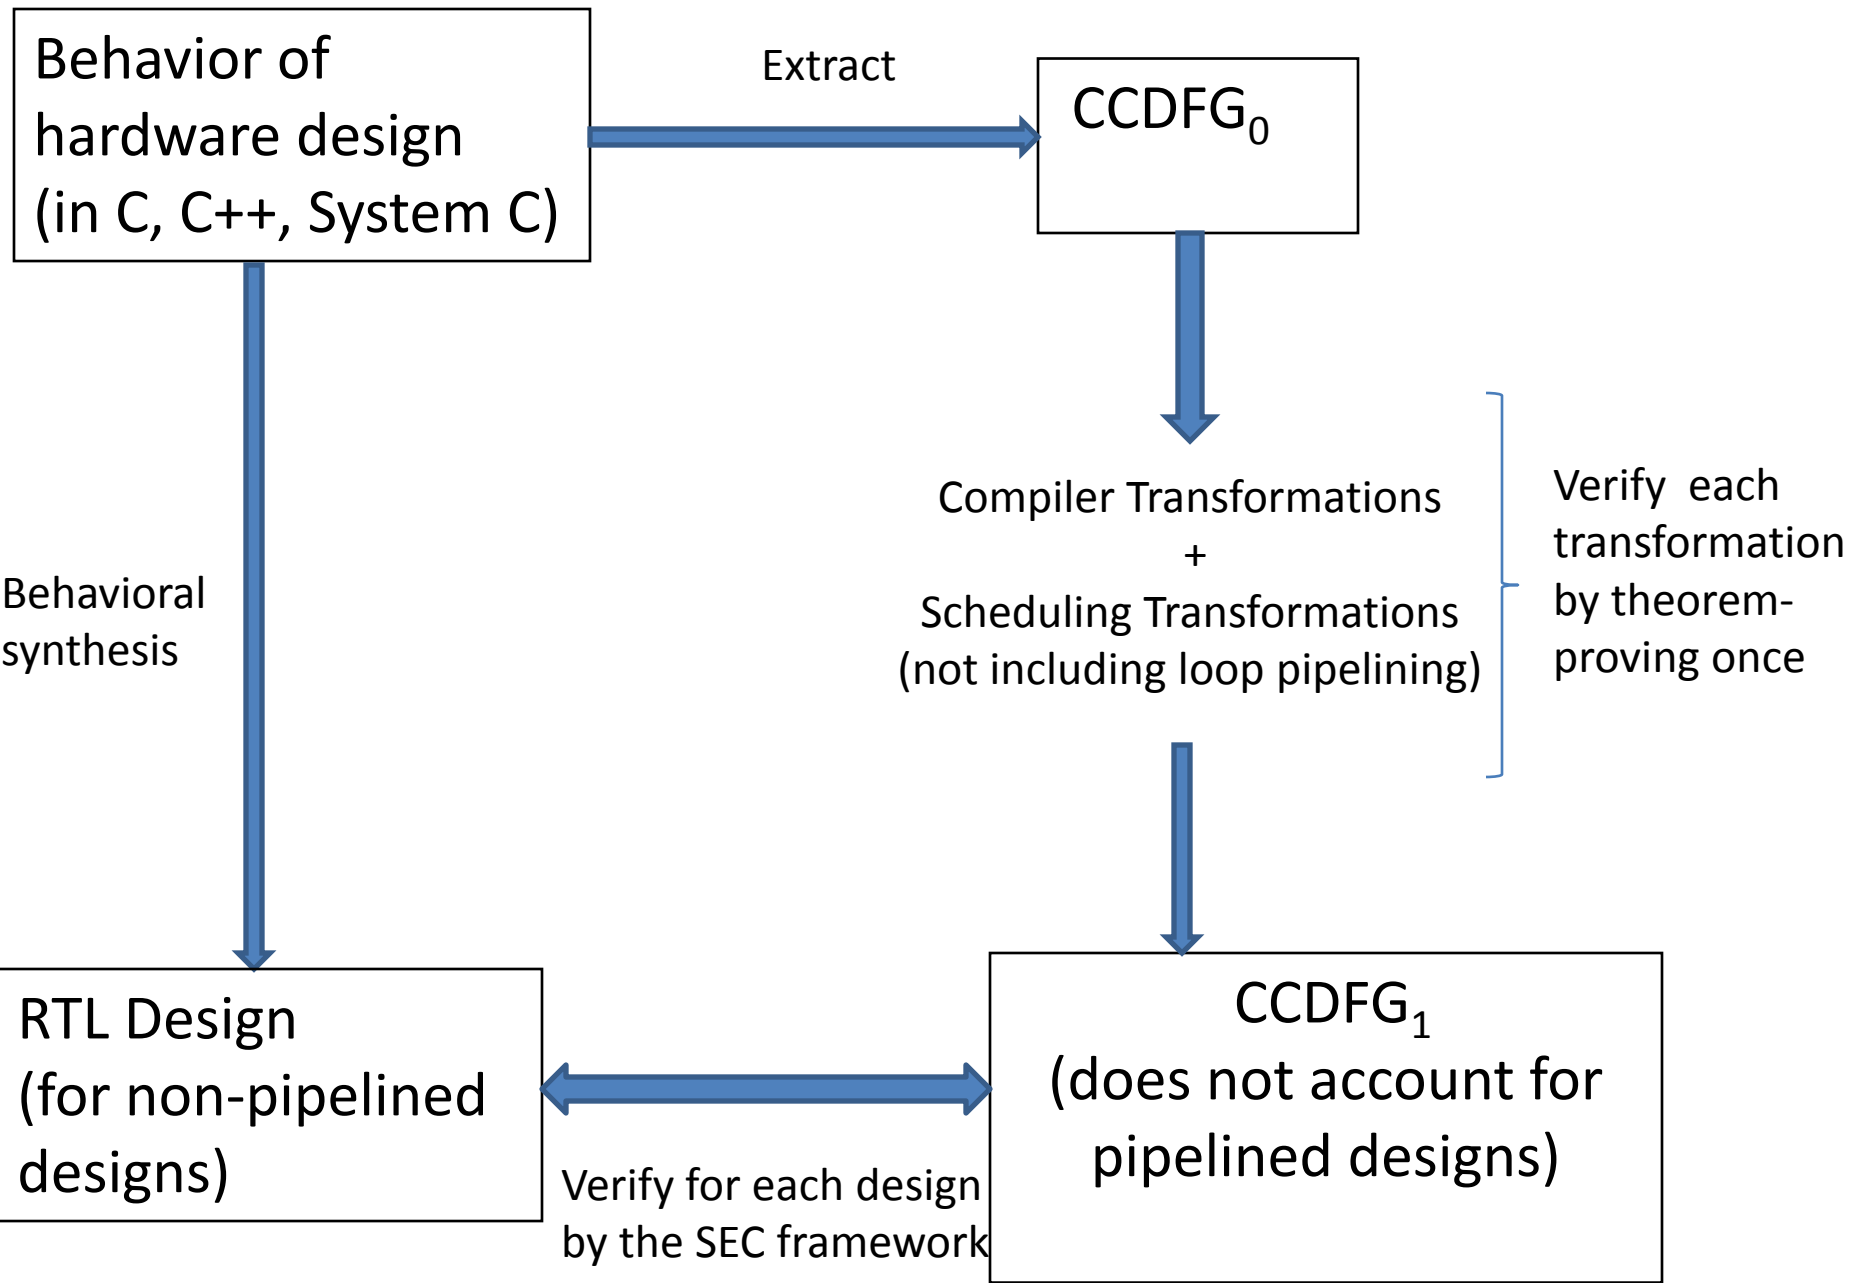 Behavior of
hardware design
(in C, C++, System C)
Extract
CCDFG₀
Compiler Transformations
+
Scheduling Transformations
(not including loop pipelining)
Verify each
transformation
by theorem-
proving once
Behavioral
synthesis
RTL Design
(for non-pipelined
designs)
Verify for each design
by the SEC framework
CCDFG₁
(does not account for
pipelined designs)